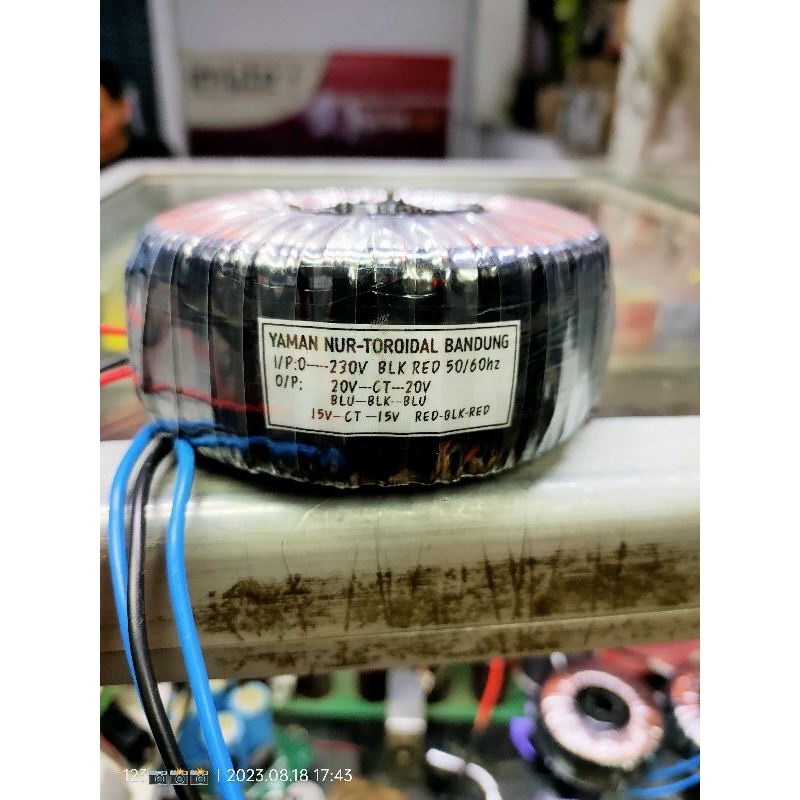 YAMAN NUR-TOROIDAL BANDUNG
I/P:0----230V BLK RED 50/60hz
O/P: 20V--CT--20V
BLU--BLK--BLU
15V-CT-15V RED-BLK-RED
123 📷📸📷 | 2023.08.18 17:43